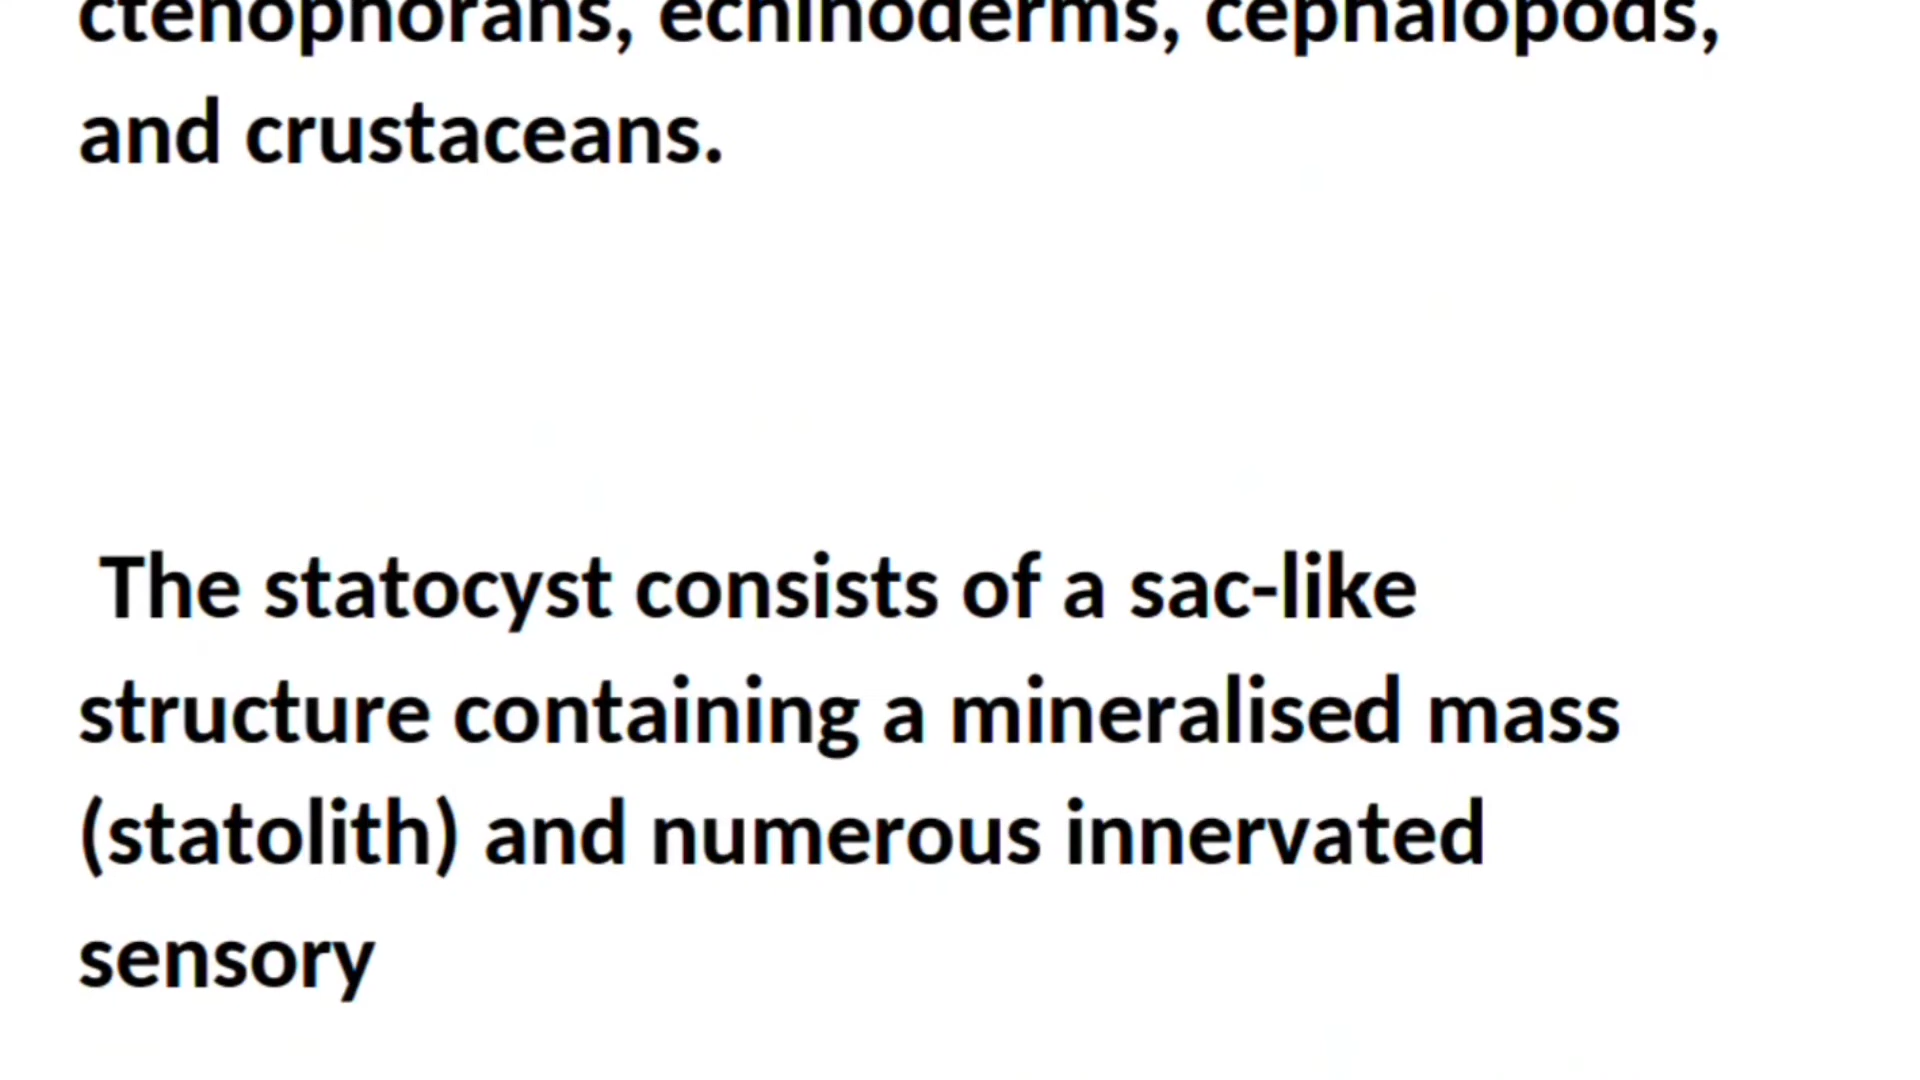 ctenophorans, echinoderms, cephalopods,
and crustaceans.
The statocyst consists of a sac-like
structure containing a mineralised mass
(statolith) and numerous innervated
sensory